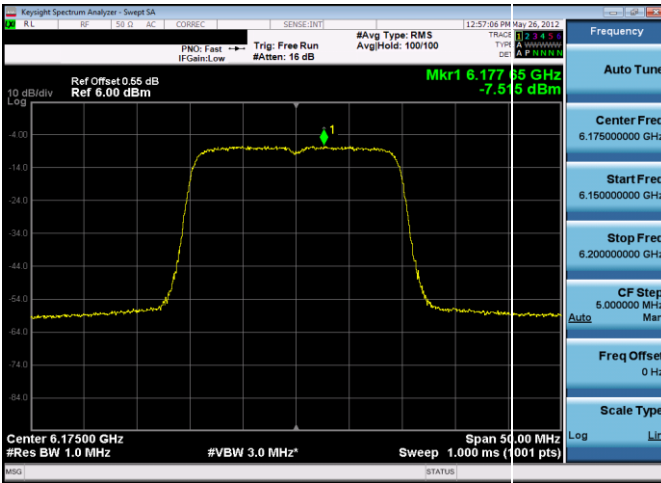 Keysight Spectrum Analyzer - Swept SA
RL RF 50 Ω AC CORREC SENSE:INT 12:57:06 PM May 26, 2012
#Avg Type: RMS
Avg|Hold: 100/100
TRACE 1 2 3 4 5 6
TYPE A WWWWW
DET A P N N N N
PNO: Fast Trig: Free Run
IFGain:Low #Atten: 16 dB
Mkr1 6.177 65 GHz
-7.515 dBm
Ref Offset 0.55 dB
10 dB/div Ref 6.00 dBm
Log
1
-4.00
-14.0
-24.0
-34.0
-44.0
-54.0
-64.0
-74.0
-84.0
Center 6.17500 GHz Span 50.00 MHz
#Res BW 1.0 MHz #VBW 3.0 MHz* Sweep 1.000 ms (1001 pts)
MSG STATUS
Frequency
Auto Tune
Center Freq
6.175000000 GHz
Start Freq
6.150000000 GHz
Stop Freq
6.200000000 GHz
CF Step
5.000000 MHz
Auto Man
Freq Offset
0 Hz
Scale Type
Log Lin